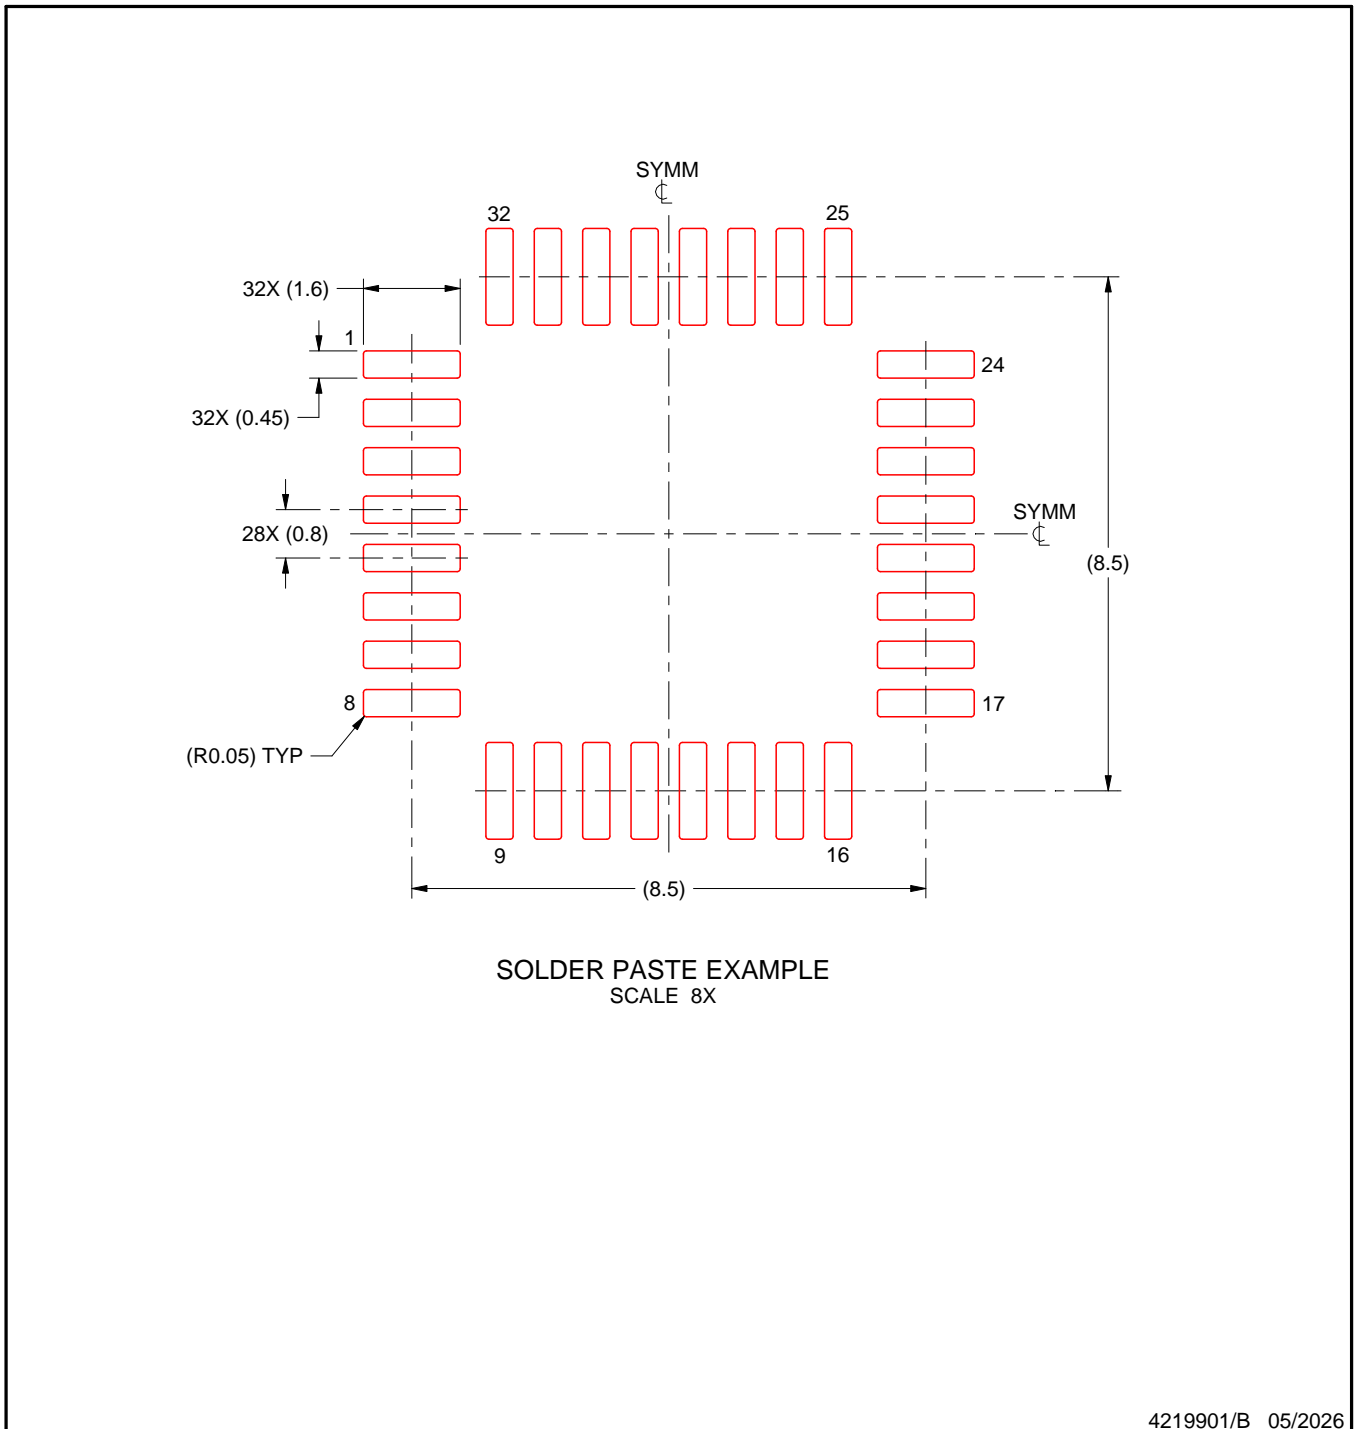 SYMM
32
25
32X (1.6)
1
24
32X (0.45)
SYMM
28X (0.8)
(8.5)
8
17
(R0.05) TYP
9
16
(8.5)
SOLDER PASTE EXAMPLE
SCALE 8X
4219901/B 05/2026